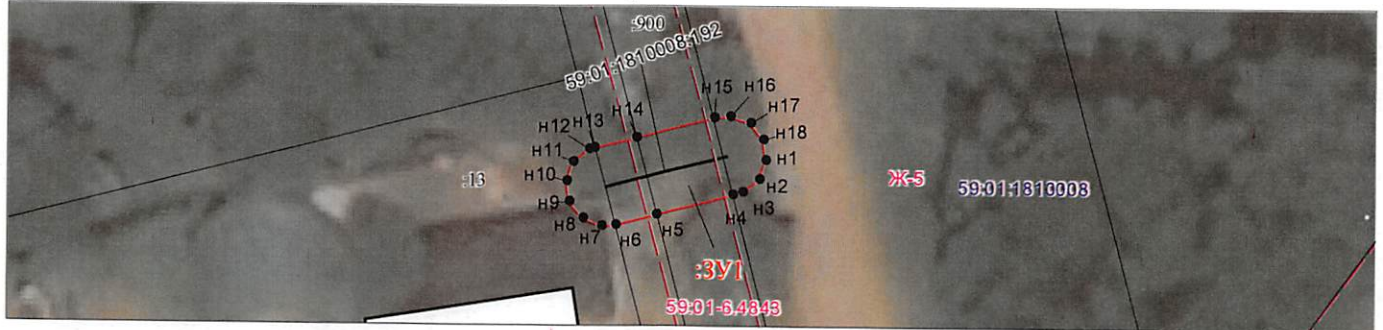 :900
59:01:1810008:192
н15 н16
н14 н17
н12 н13 н18
н11 н1
н10 н2
:13
Ж-5
59:01:1810008
н9 н3
н8 н4
н7 н6 н5
:ЗУ1
59:01-6.4843